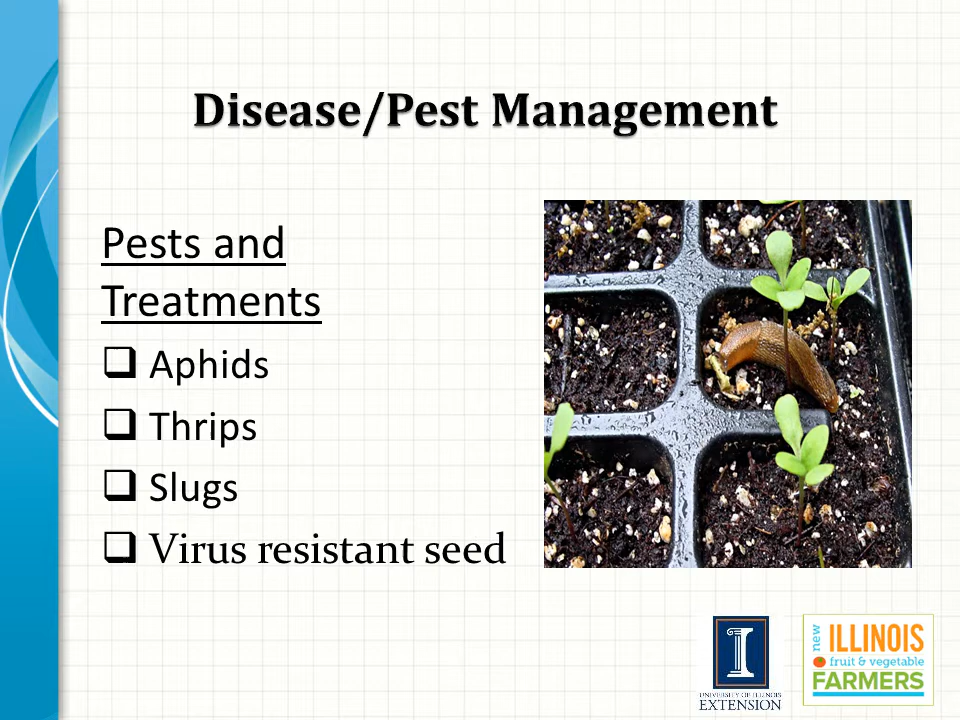 Disease/Pest Management
Pests and
Treatments
Aphids
Thrips
Slugs
Virus resistant seed
I
UNIVERSITY OF ILLINOIS
EXTENSION
new
ILLINOIS
fruit & vegetable
FARMERS